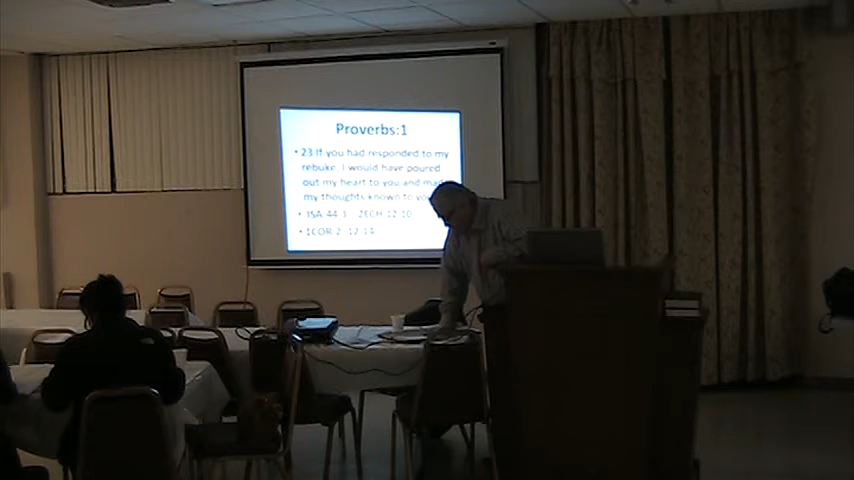 Proverbs:1
• 23 If you had responded to my
rebuke, I would have poured
out my heart to you and made
my thoughts known to you
• ISA 44:3 ZECH 12:10
• 1COR 2 :12-14